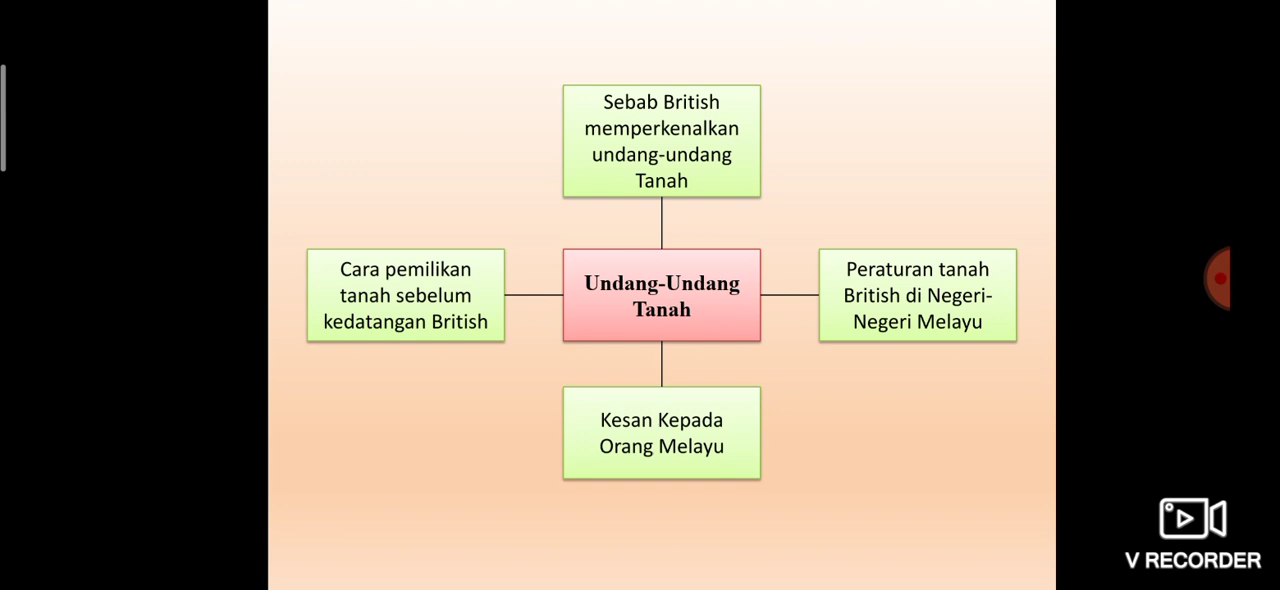 Sebab British
memperkenalkan
undang-undang
Tanah
Cara pemilikan
tanah sebelum
kedatangan British
Undang-Undang
Tanah
Peraturan tanah
British di Negeri-
Negeri Melayu
Kesan Kepada
Orang Melayu
V RECORDER